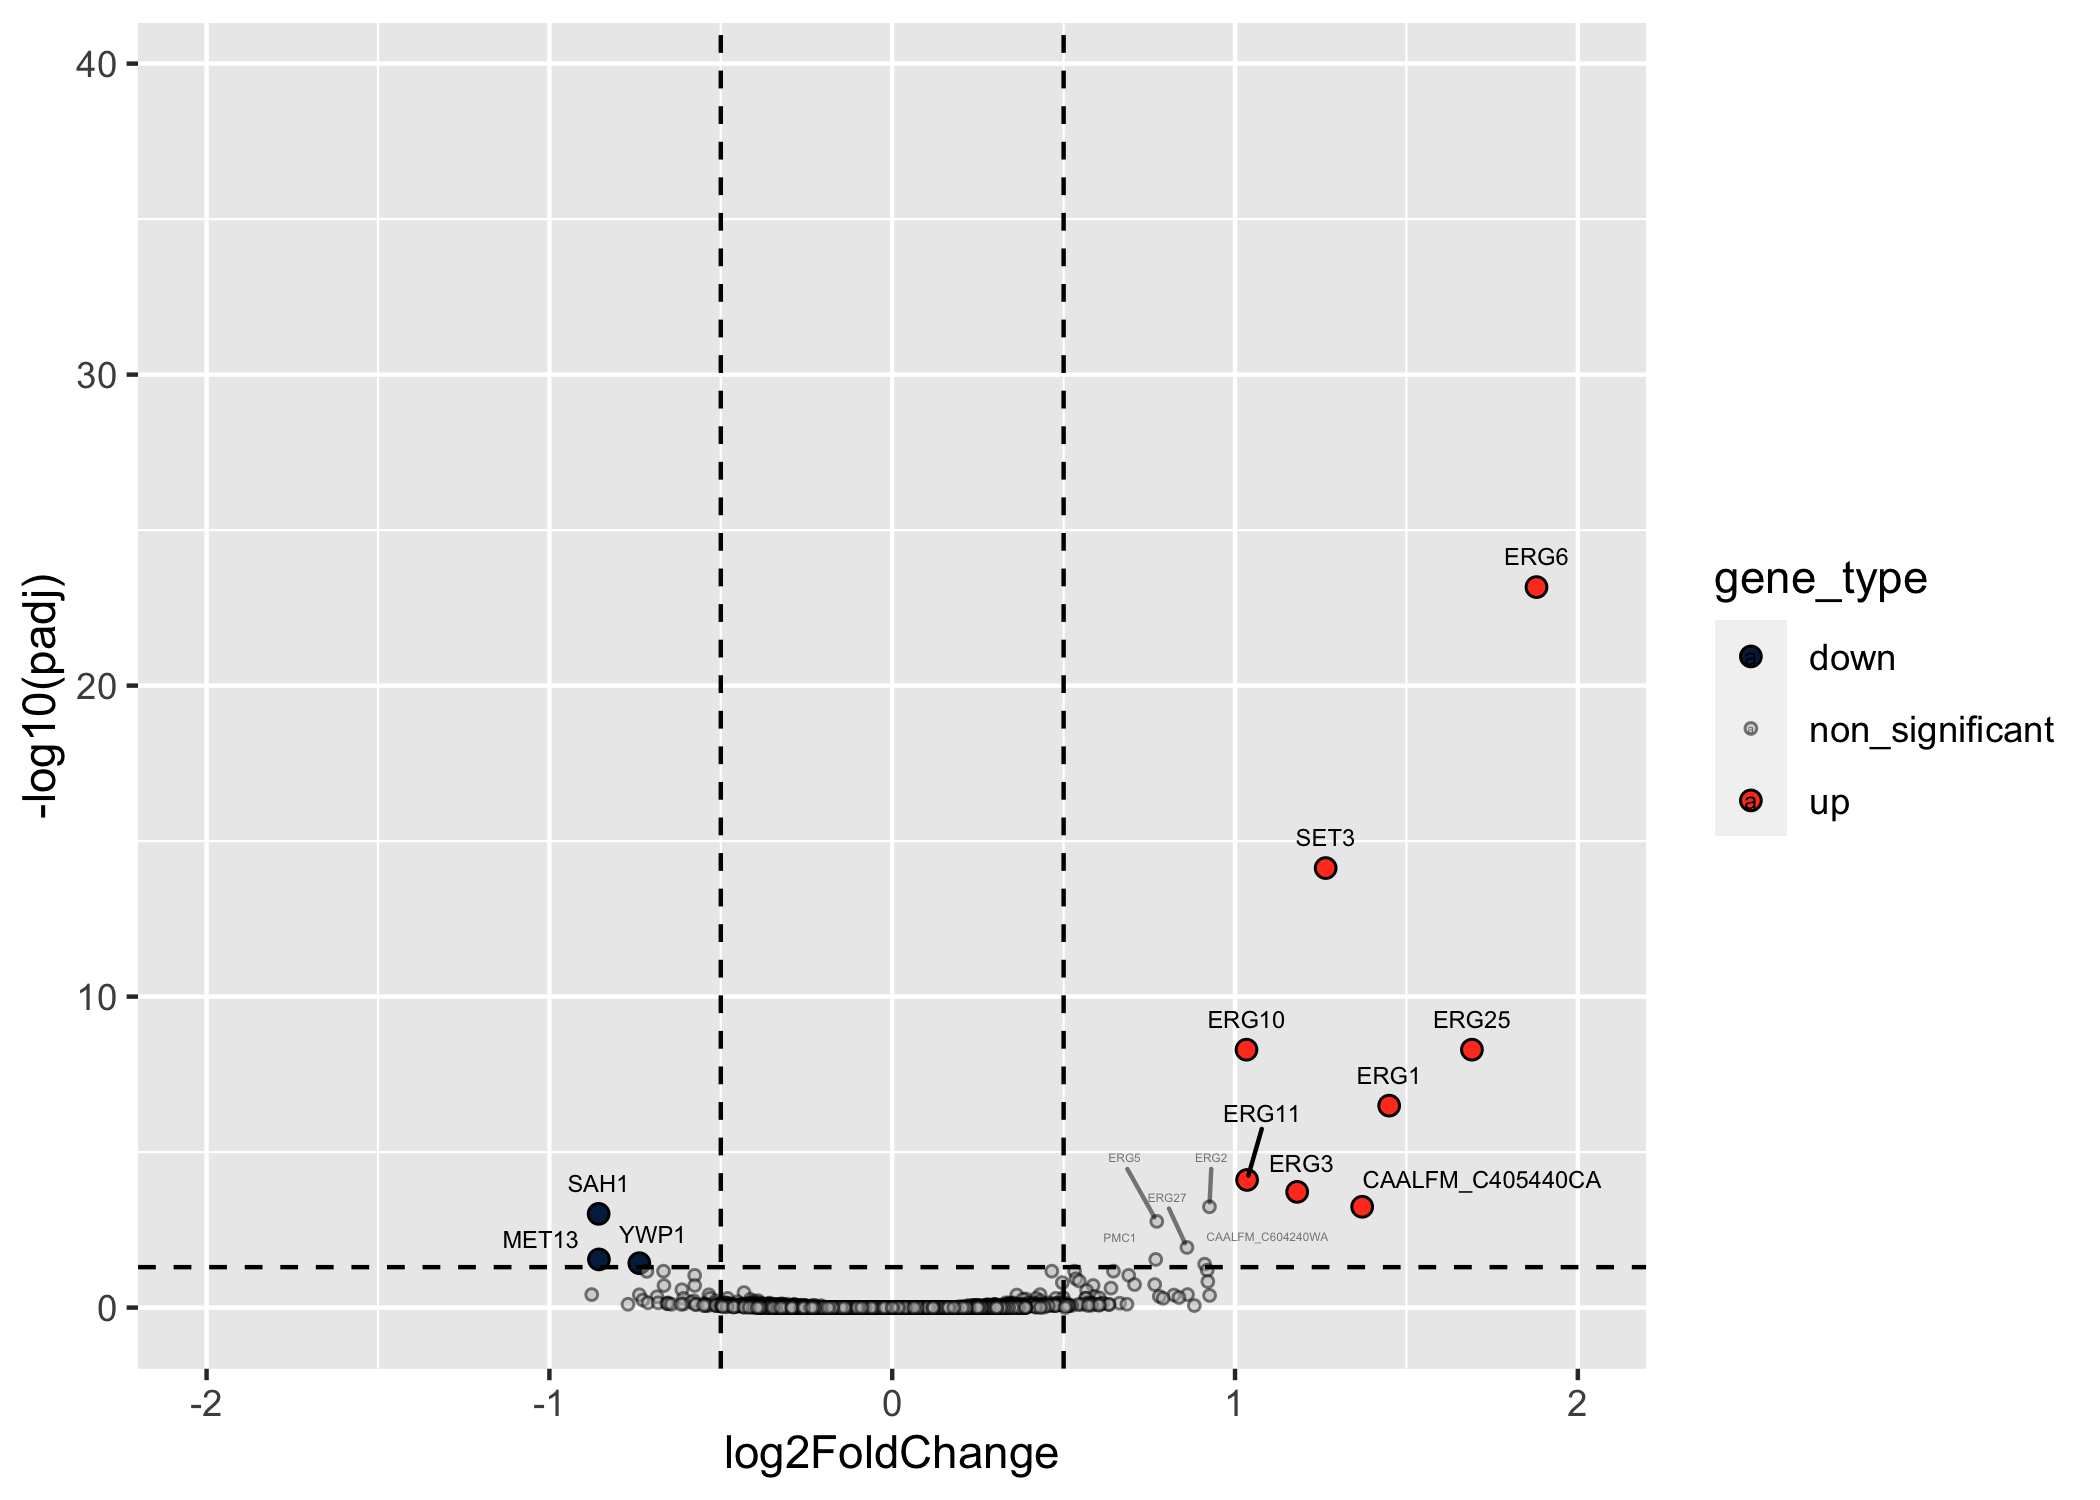 40
30
20
10
0
-log10(padj)
ERG6
SET3
ERG10
ERG25
ERG1
ERG11
ERG5
ERG2
ERG3
CAALFM_C405440CA
SAH1
ERG27
MET13
YWP1
PMC1
CAALFM_C604240WA
-2
-1
0
1
2
log2FoldChange
gene_type
a down
a non_significant
a up